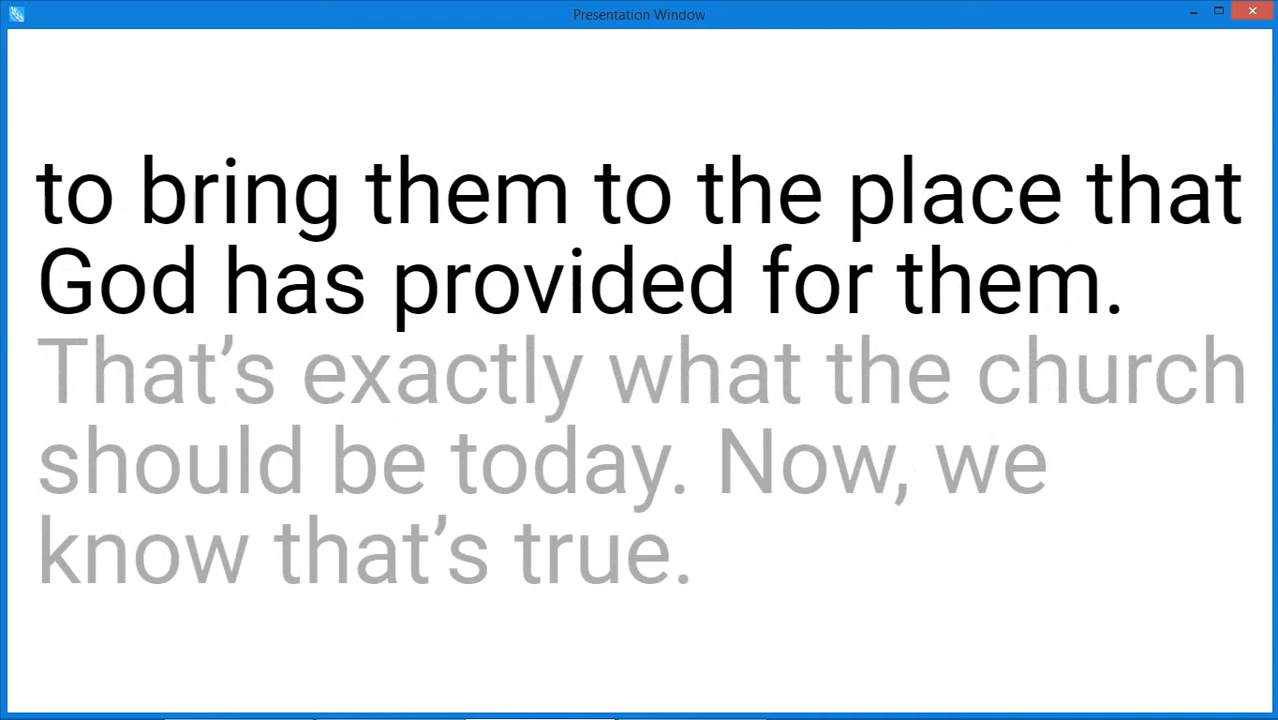 Presentation Window
to bring them to the place that
God has provided for them.
That’s exactly what the church
should be today. Now, we
know that’s true.